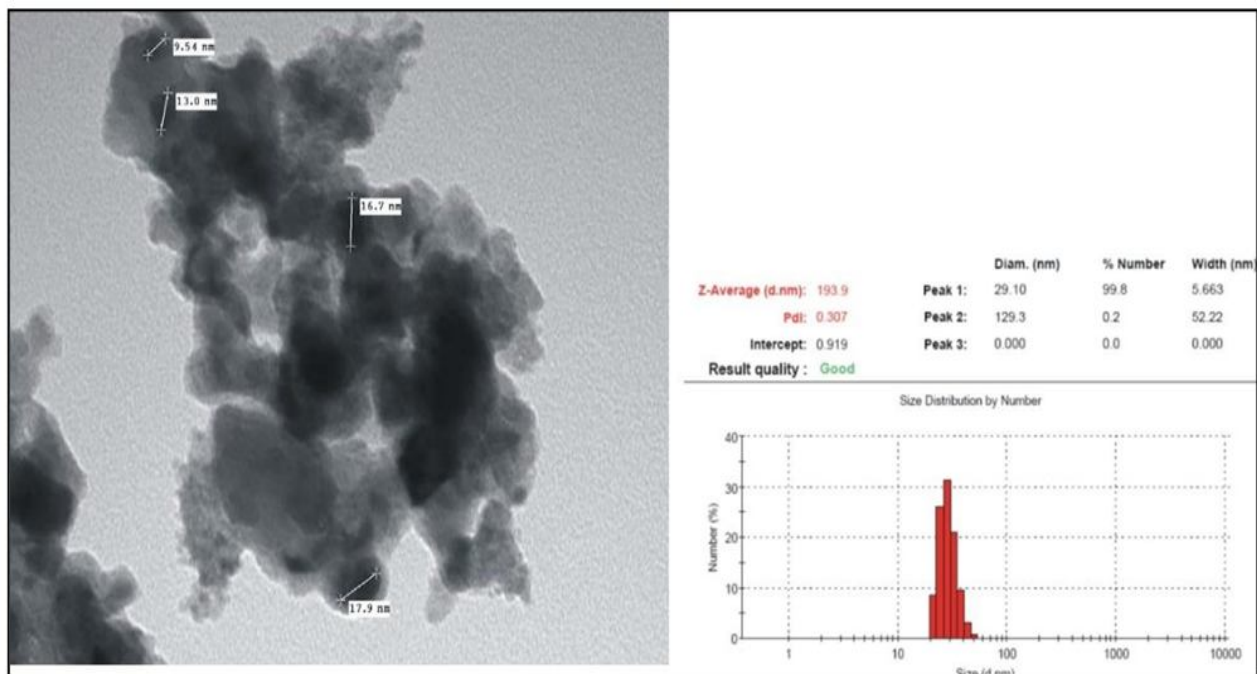 9.54 nm
13.0 nm
16.7 nm
17.9 nm
Diam. (nm) % Number Width (nm)
Z-Average (d.nm): 193.9 Peak 1: 29.10 99.8 5.663
PdI: 0.307 Peak 2: 129.3 0.2 52.22
Intercept: 0.919 Peak 3: 0.000 0.0 0.000
Result quality : Good
Size Distribution by Number
Number (%)
40
30
20
10
0
1 10 100 1000 10000
Size (d.nm)